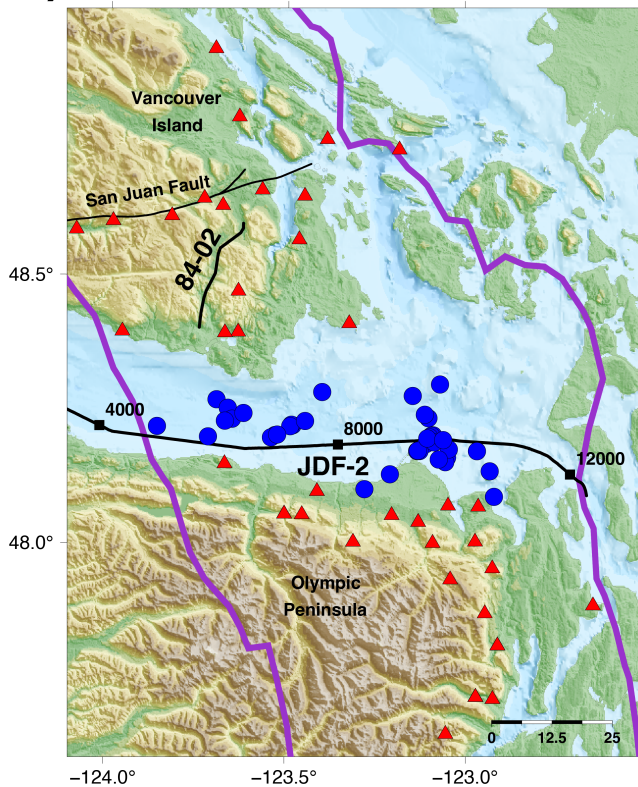 Vancouver
Island
San Juan Fault
84-02
48.5°
4000
8000
JDF-2
12000
48.0°
Olympic
Peninsula
0 12.5 25
−124.0° −123.5° −123.0°